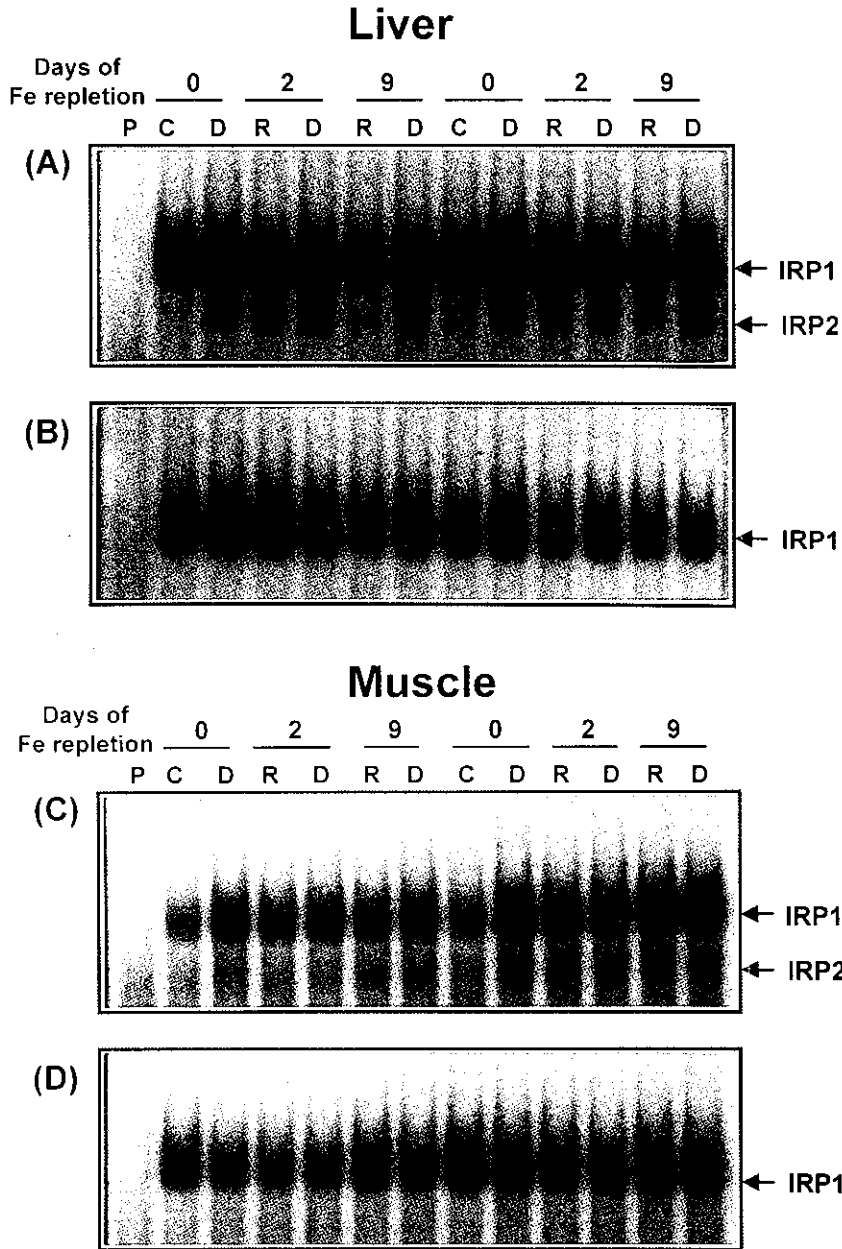 Liver
Days of
Fe repletion
0 2 9 0 2 9
P C D R D R D C D R D R D
(A)
IRP1
IRP2
(B)
IRP1
Muscle
Days of
Fe repletion
0 2 9 0 2 9
P C D R D R D C D R D R D
(C)
IRP1
IRP2
(D)
IRP1